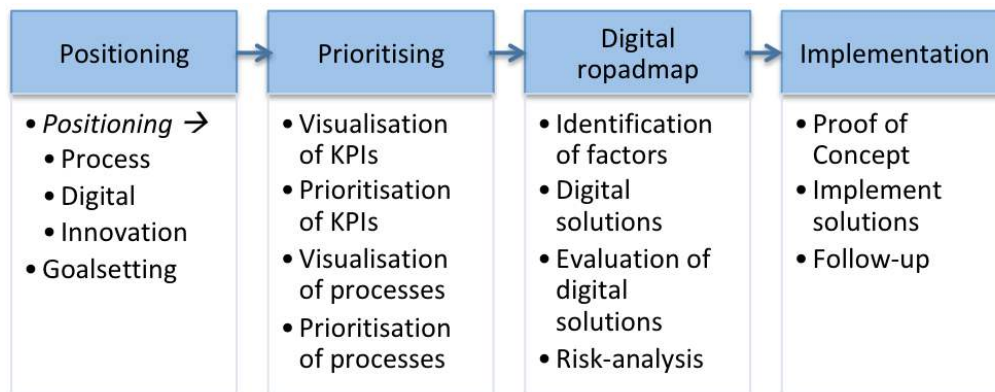 Positioning
• Positioning →
• Process
• Digital
• Innovation
• Goalsetting
Prioritising
• Visualisation
of KPIs
• Prioritisation
of KPIs
• Visualisation
of processes
• Prioritisation
of processes
Digital
ropadmap
• Identification
of factors
• Digital
solutions
• Evaluation of
digital
solutions
• Risk-analysis
Implementation
• Proof of
Concept
• Implement
solutions
• Follow-up